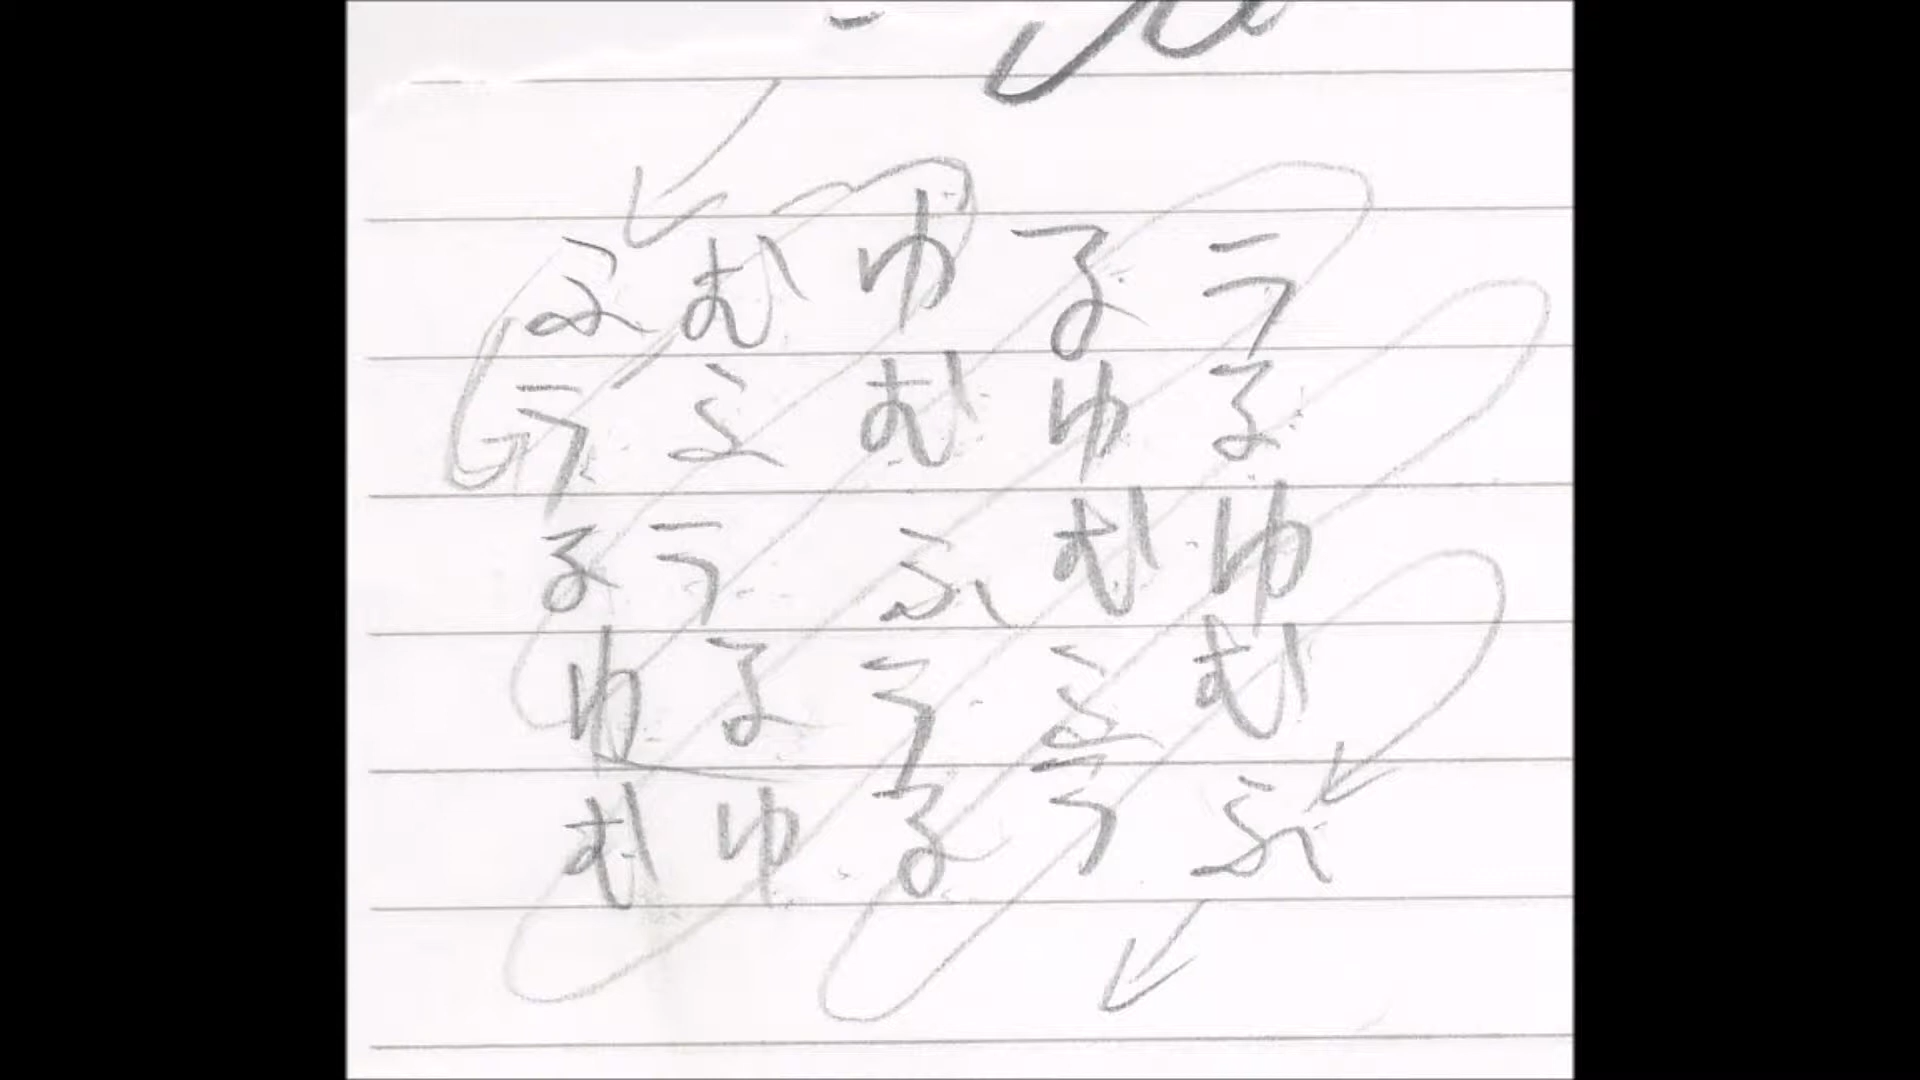 ふ む ゆ る う
う ふ む ゆ る
る う ふ む ゆ
ゆ る う ふ む
む ゆ る う ふ